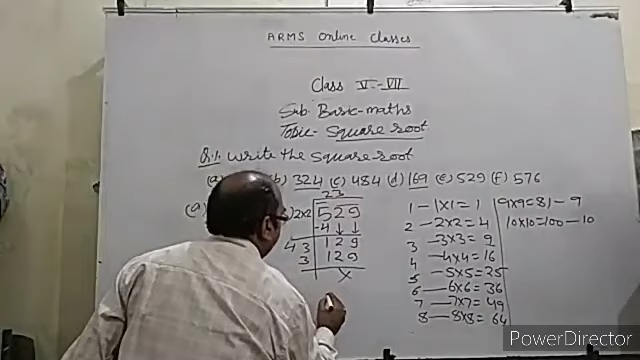 ARMS Online Classes
Class V-VII
Sub: Basic-maths
Topic- Square root
Q.1. Write the square root
b) 324 (c) 484 (d) 169 (e) 529 (f) 576
23
2x2 529
-4 ↓ ↓
4 3 129
3 129
x
1 - 1x1 = 1
2 - 2x2 = 4
3 - 3x3 = 9
4 - 4x4 = 16
5 - 5x5 = 25
6 - 6x6 = 36
7 - 7x7 = 49
8 - 8x8 = 64
9x9 = 81 - 9
10x10 = 100 - 10
PowerDirector